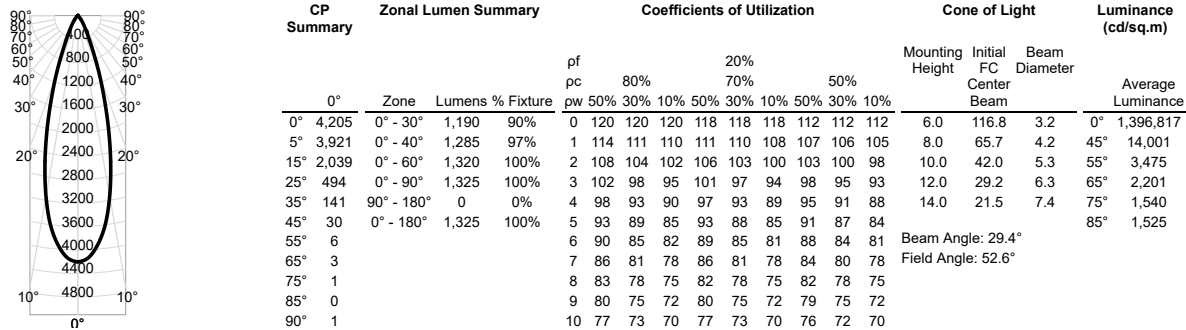 CP Summary Zonal Lumen Summary Coefficients of Utilization Cone of Light Luminance (cd/sq.m)
ρf 20% Mounting Height Initial FC Center Beam Beam Diameter
ρc 80% 70% 50% Average Luminance
0° Zone Lumens % Fixture ρw 50% 30% 10% 50% 30% 10% 50% 30% 10%
0° 4,205 0° - 30° 1,190 90% 0 120 120 120 118 118 118 112 112 112 6.0 116.8 3.2 0° 1,396,817
5° 3,921 0° - 40° 1,285 97% 1 114 111 110 111 110 108 107 106 105 8.0 65.7 4.2 45° 14,001
15° 2,039 0° - 60° 1,320 100% 2 108 104 102 106 103 100 103 100 98 10.0 42.0 5.3 55° 3,475
25° 494 0° - 90° 1,325 100% 3 102 98 95 101 97 94 98 95 93 12.0 29.2 6.3 65° 2,201
35° 141 90° - 180° 0 0% 4 98 93 90 97 93 89 95 91 88 14.0 21.5 7.4 75° 1,540
45° 30 0° - 180° 1,325 100% 5 93 89 85 93 88 85 91 87 84 85° 1,525
55° 6 6 90 85 82 89 85 81 88 84 81 Beam Angle: 29.4°
65° 3 7 86 81 78 86 81 78 84 80 78 Field Angle: 52.6°
75° 1 8 83 78 75 82 78 75 82 78 75
85° 0 9 80 75 72 80 75 72 79 75 72
90° 1 10 77 73 70 77 73 70 76 72 70
90° 90°
80° 80°
70° 400 70°
60° 60°
50° 800 50°
40° 1200 40°
30° 1600 30°
2000
20° 2400 20°
2800
3200
3600
4000
4400
10° 4800 10°
0°